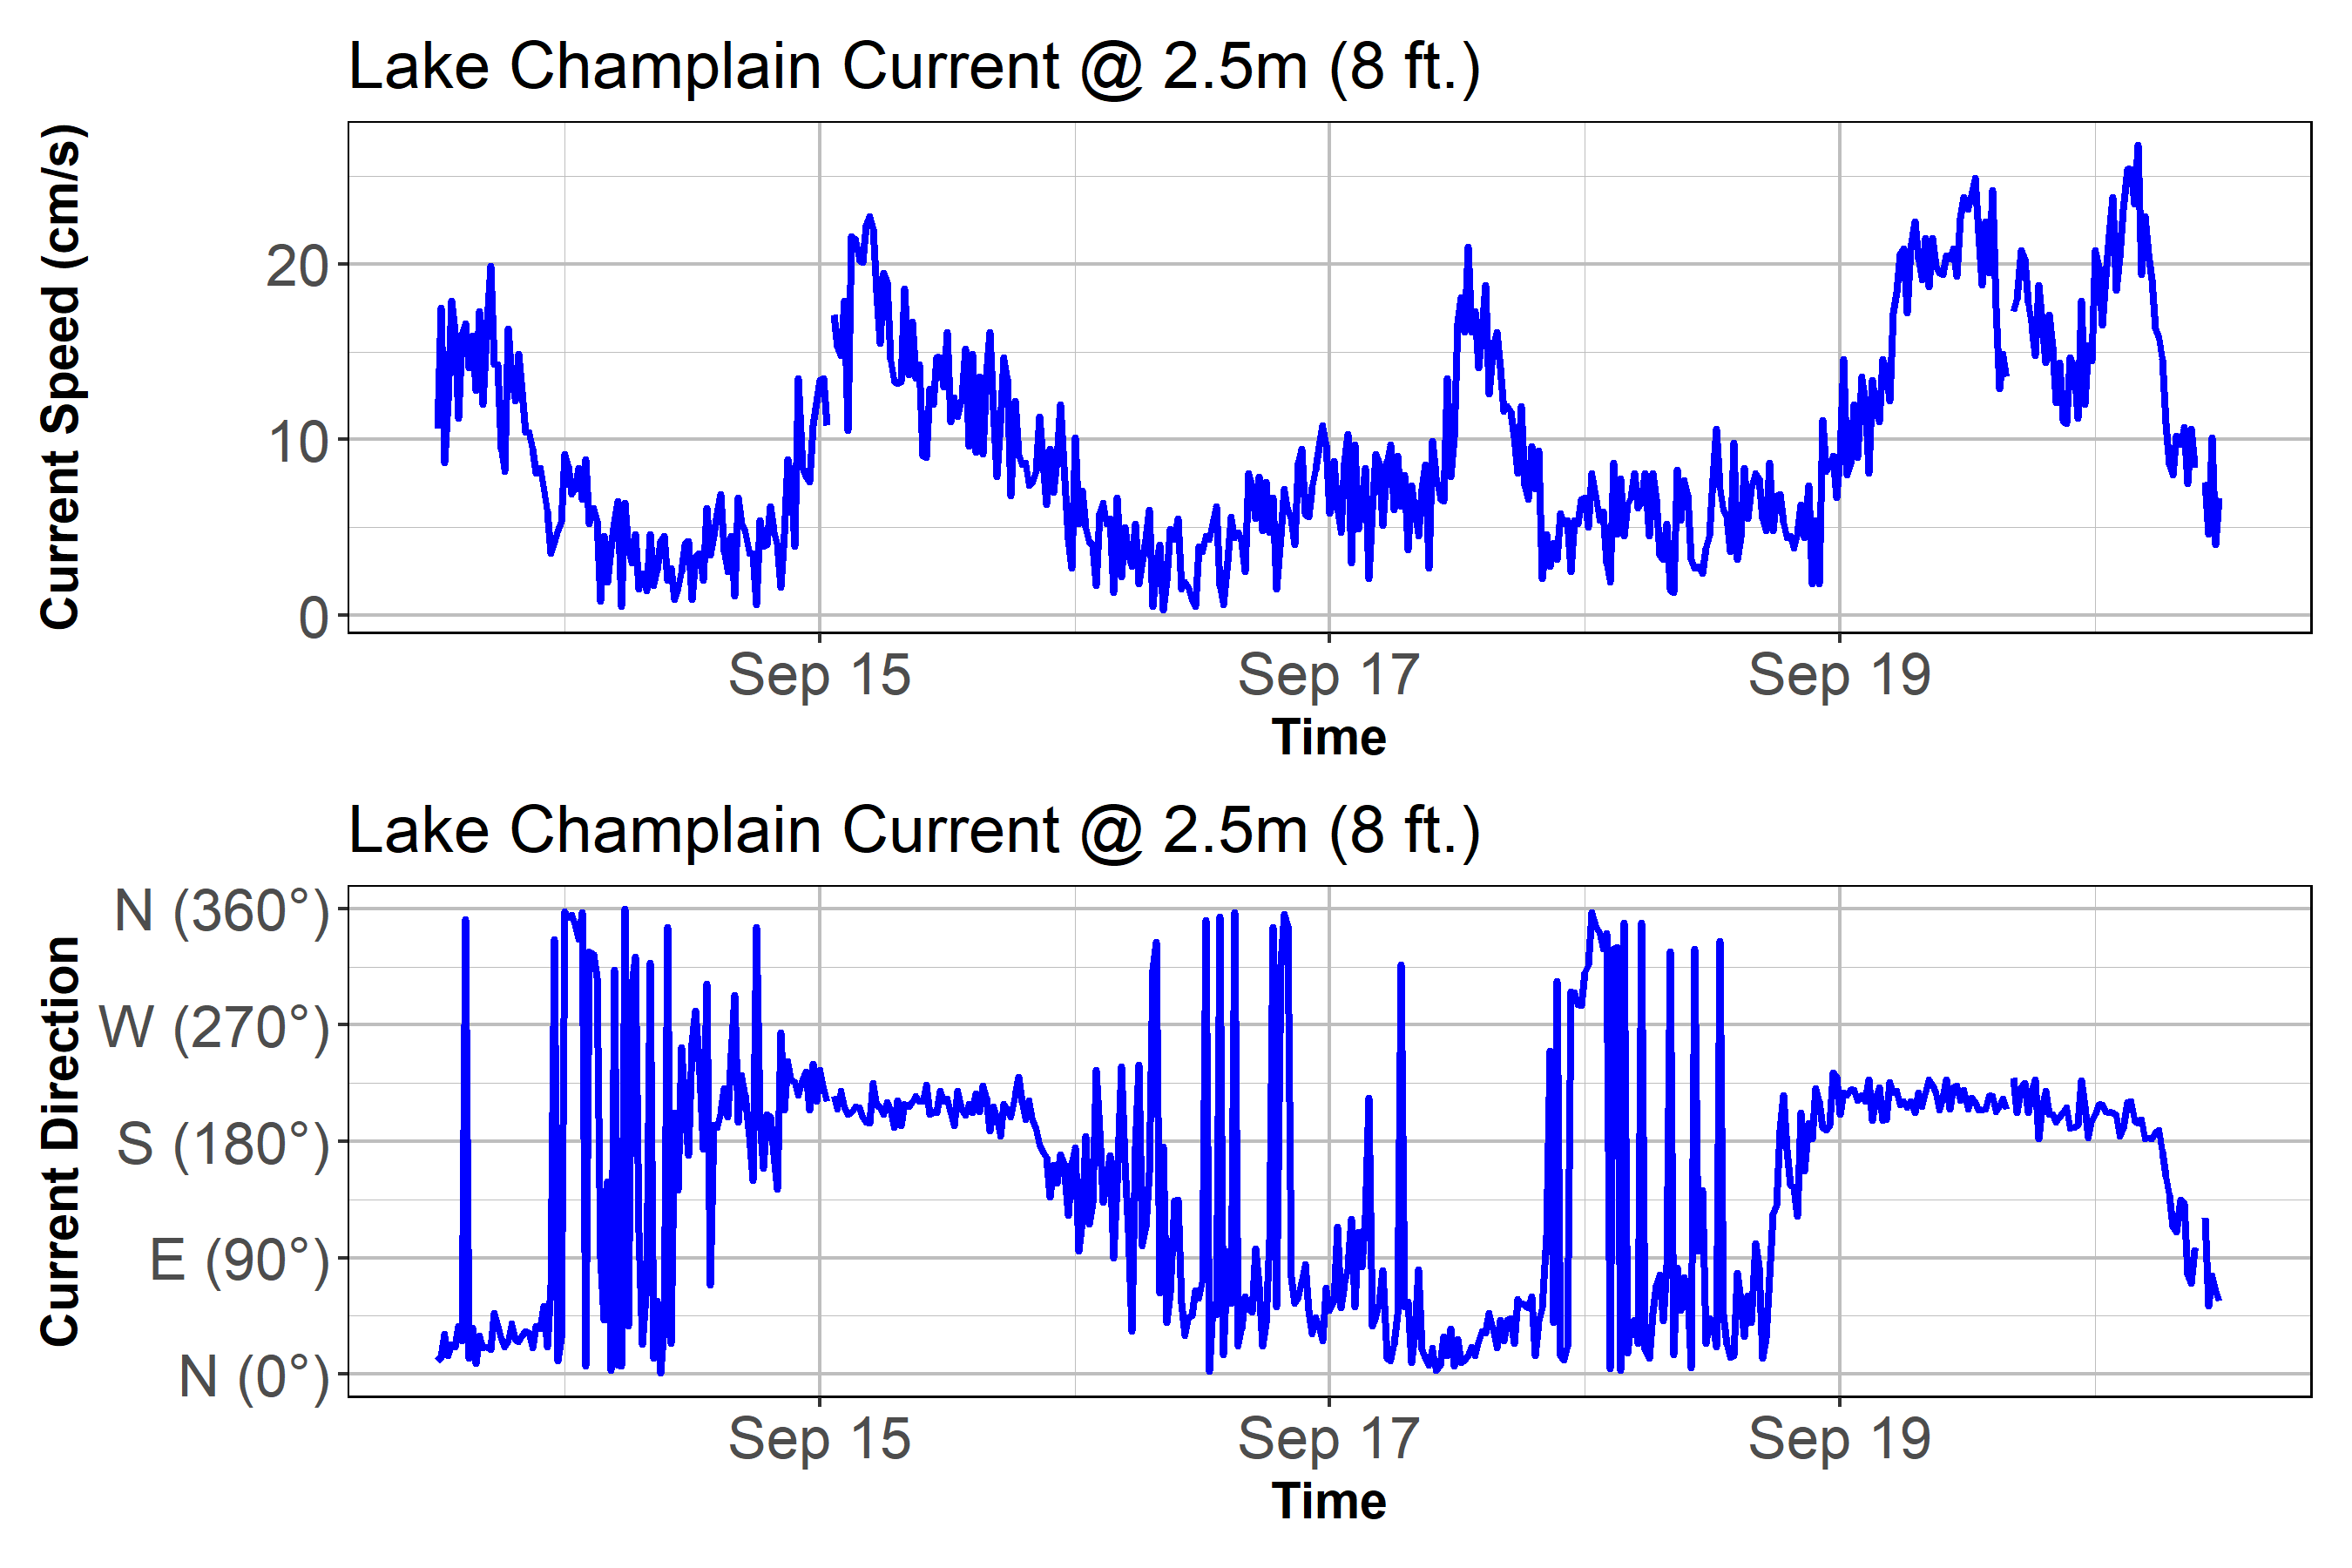 Lake Champlain Current @ 2.5m (8 ft.)
Current Speed (cm/s)
20
10
0
Sep 15 Sep 17 Sep 19
Time
Lake Champlain Current @ 2.5m (8 ft.)
Current Direction
N (360°)
W (270°)
S (180°)
E (90°)
N (0°)
Sep 15 Sep 17 Sep 19
Time